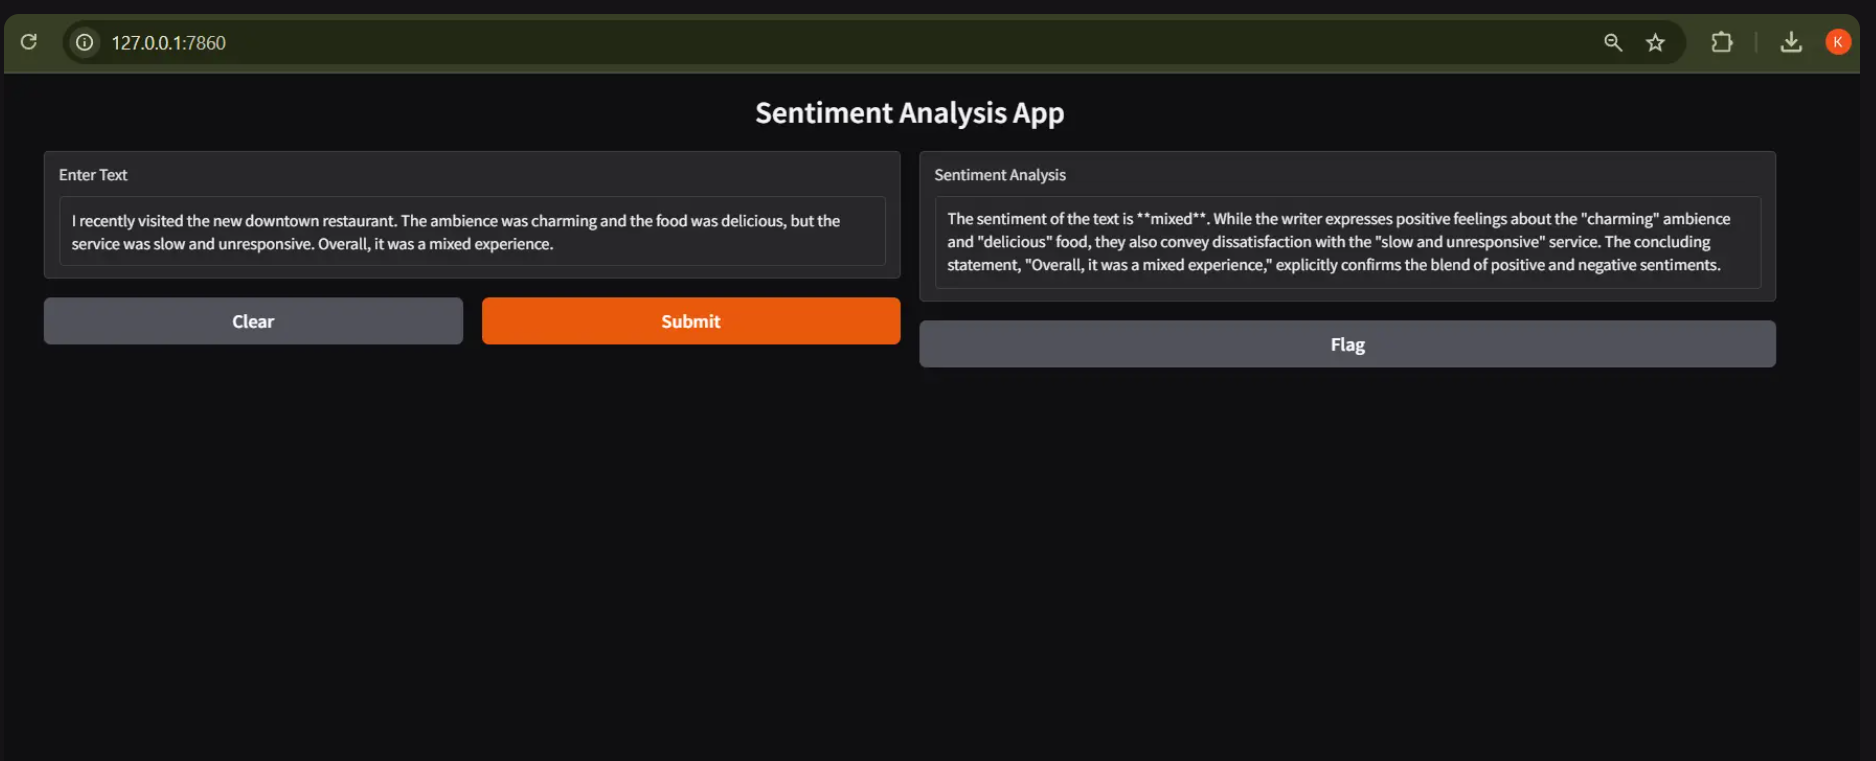 127.0.0.1:7860
K
Sentiment Analysis App
Enter Text
I recently visited the new downtown restaurant. The ambience was charming and the food was delicious, but the
service was slow and unresponsive. Overall, it was a mixed experience.
Clear
Submit
Sentiment Analysis
The sentiment of the text is **mixed**. While the writer expresses positive feelings about the "charming" ambience
and "delicious" food, they also convey dissatisfaction with the "slow and unresponsive" service. The concluding
statement, "Overall, it was a mixed experience," explicitly confirms the blend of positive and negative sentiments.
Flag